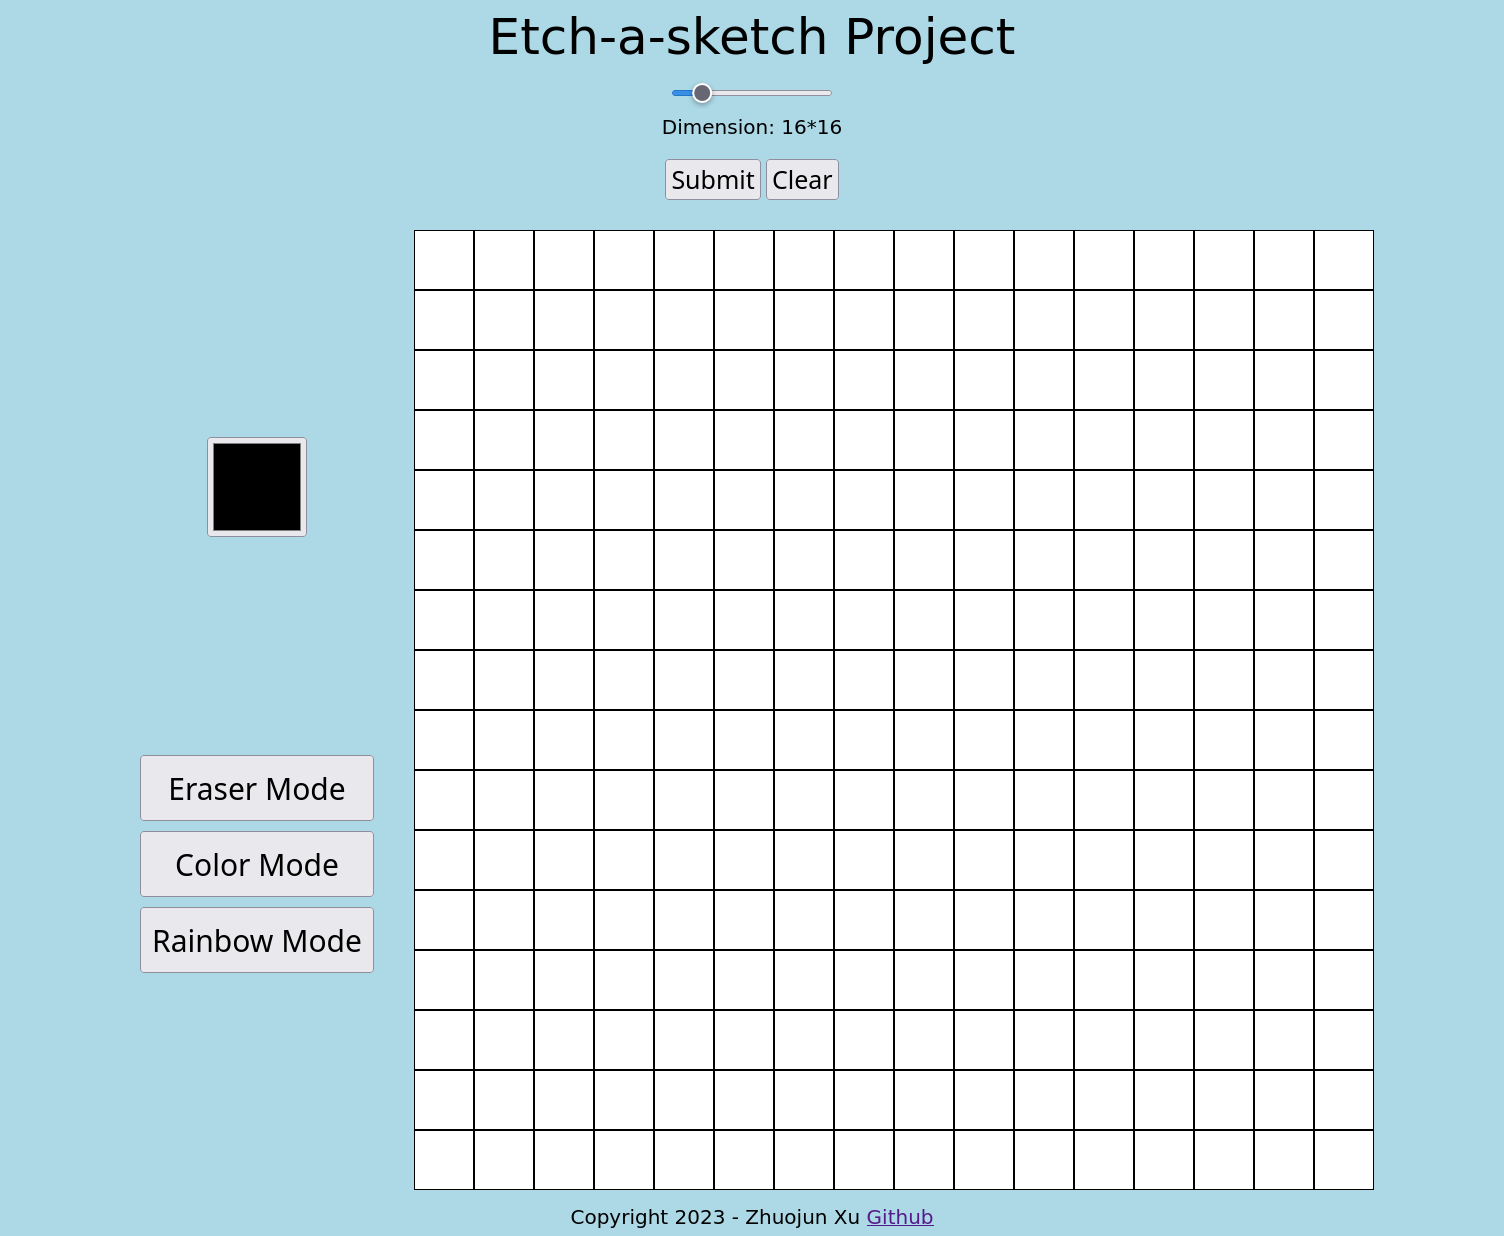 Etch-a-sketch Project
Dimension: 16*16
Submit Clear
Eraser Mode
Color Mode
Rainbow Mode
Copyright 2023 - Zhuojun Xu Github